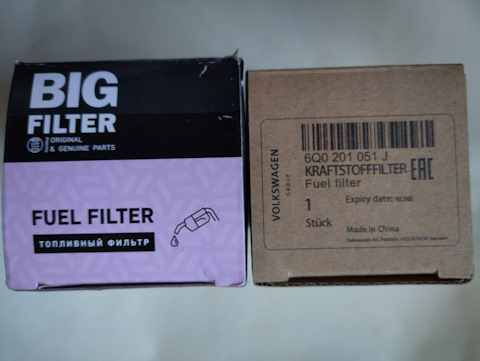 BIG
FILTER
ORIGINAL
& GENUINE PARTS
FUEL FILTER
ТОПЛИВНЫЙ ФИЛЬТР
VOLKSWAGEN
GROUP
6Q0 201 051 J
KRAFTSTOFFFILTER
EAC
Fuel filter
1
Expiry date: NONE
Stück
Made in China